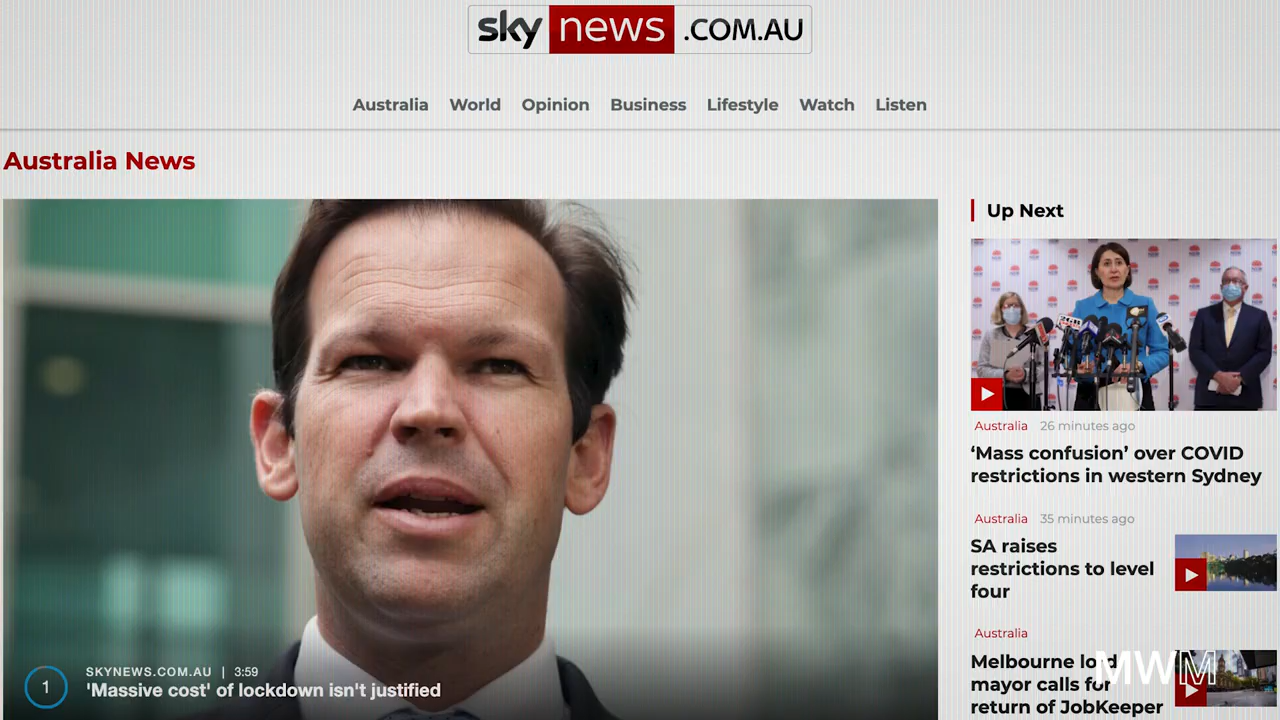 sky news .COM.AU
Australia World Opinion Business Lifestyle Watch Listen
Australia News
1
SKYNEWS.COM.AU | 3:59
'Massive cost' of lockdown isn't justified
Up Next
Australia 26 minutes ago
‘Mass confusion’ over COVID
restrictions in western Sydney
Australia 35 minutes ago
SA raises
restrictions to level
four
Australia
Melbourne lord
mayor calls for
return of JobKeeper
MWM